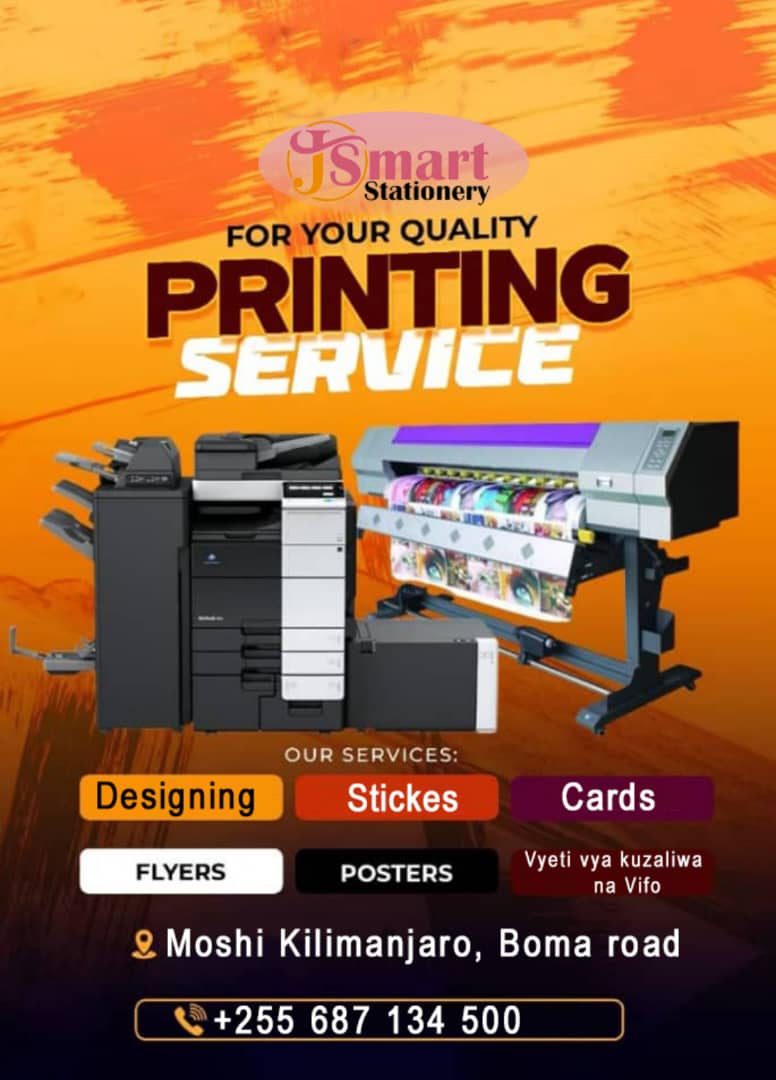 JSmart
Stationery
FOR YOUR QUALITY
PRINTING
SERVICE
OUR SERVICES:
Designing
Stickes
Cards
FLYERS
POSTERS
Vyeti vya kuzaliwa
na Vifo
Moshi Kilimanjaro, Boma road
+255 687 134 500